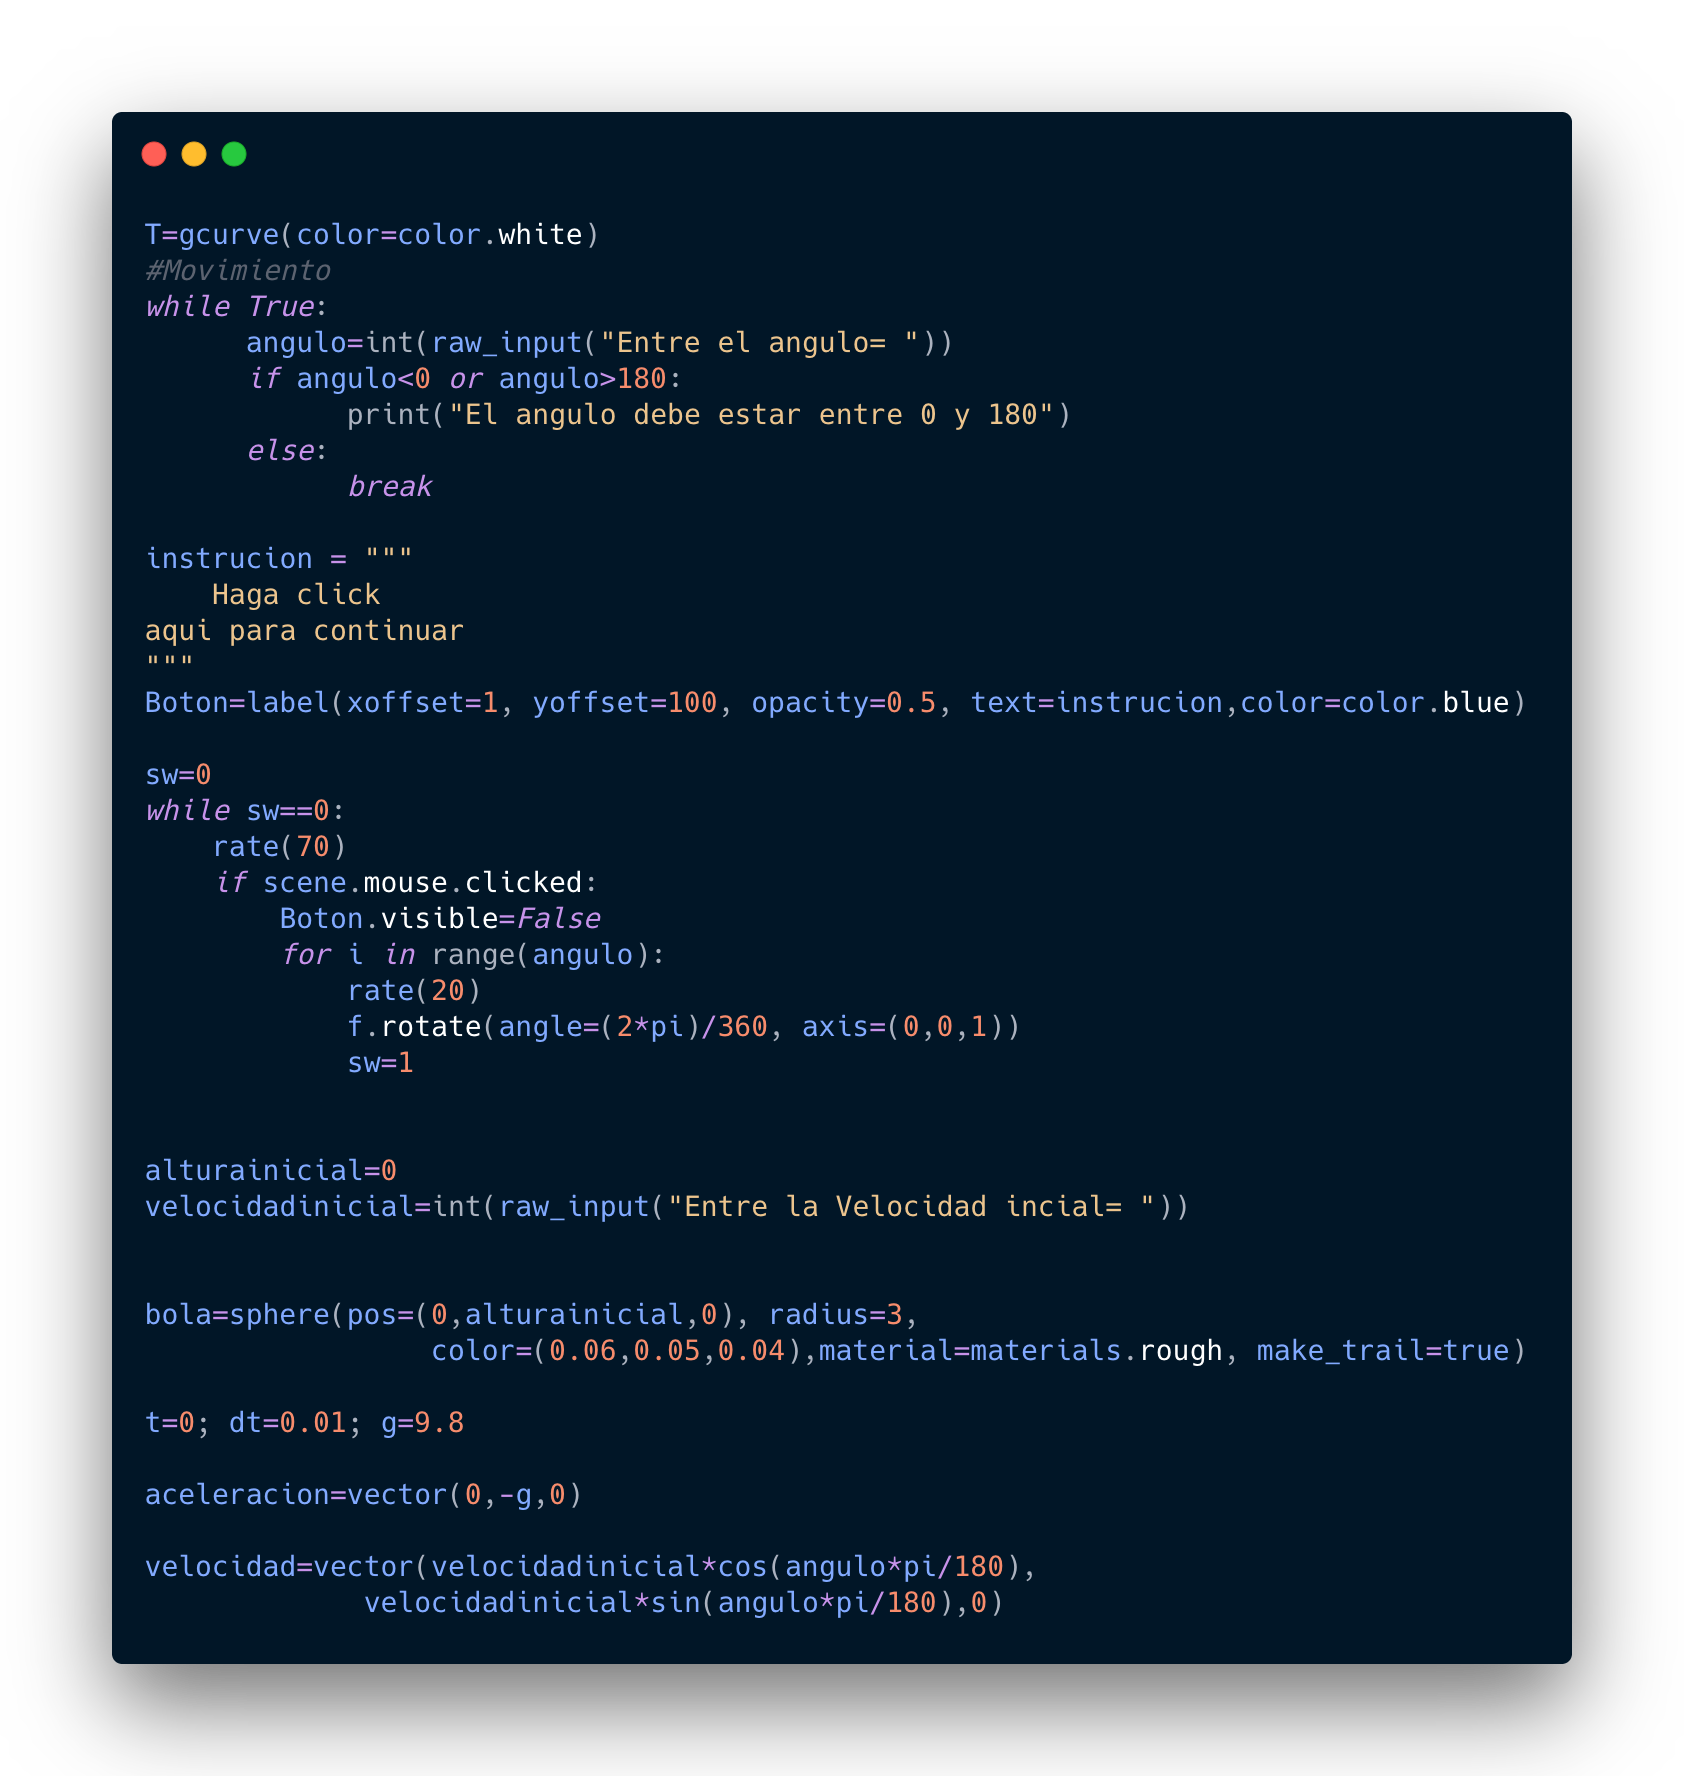 T=gcurve(color=color.white)
#Movimiento
while True:
      angulo=int(raw_input("Entre el angulo= "))
      if angulo<0 or angulo>180:
            print("El angulo debe estar entre 0 y 180")
      else:
            break

instrucion = """
    Haga click
aqui para continuar
"""
Boton=label(xoffset=1, yoffset=100, opacity=0.5, text=instrucion,color=color.blue)

sw=0
while sw==0:
    rate(70)
    if scene.mouse.clicked:
        Boton.visible=False
        for i in range(angulo):
            rate(20)
            f.rotate(angle=(2*pi)/360, axis=(0,0,1))
            sw=1


alturainicial=0
velocidadinicial=int(raw_input("Entre la Velocidad incial= "))


bola=sphere(pos=(0,alturainicial,0), radius=3,
                 color=(0.06,0.05,0.04),material=materials.rough, make_trail=true)

t=0; dt=0.01; g=9.8

aceleracion=vector(0,-g,0)

velocidad=vector(velocidadinicial*cos(angulo*pi/180),
             velocidadinicial*sin(angulo*pi/180),0)